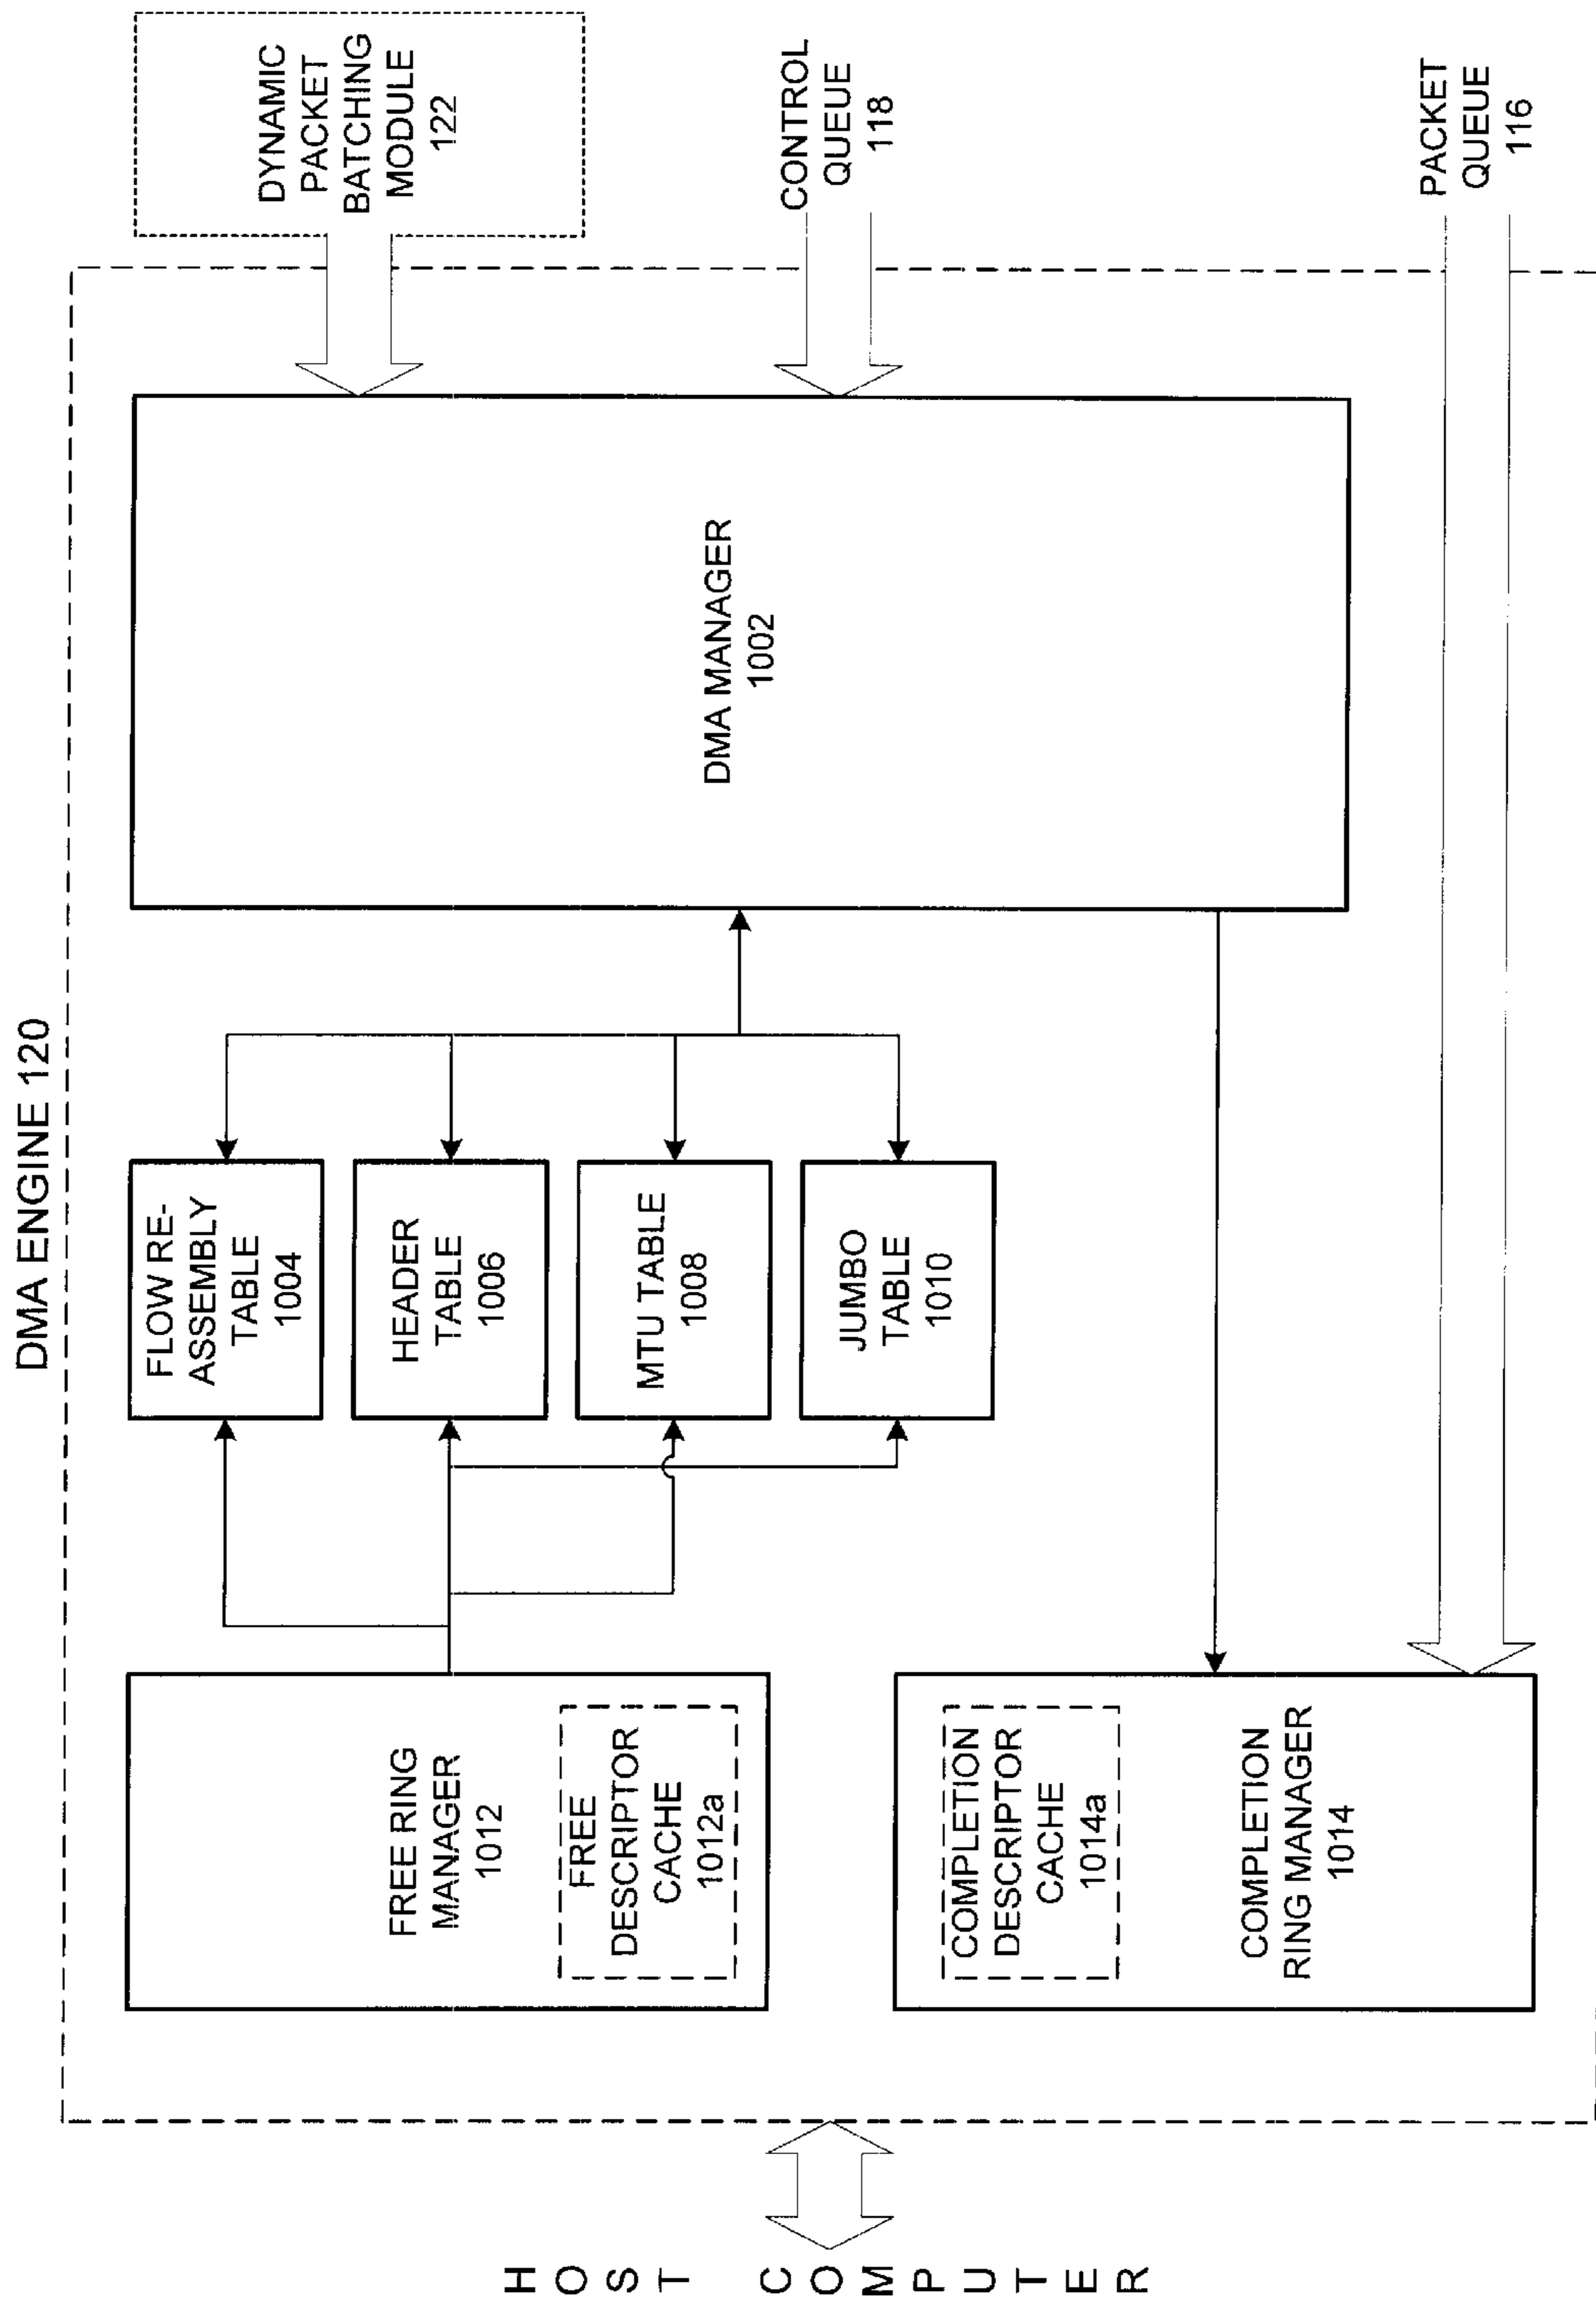 DMA ENGINE 120
DYNAMIC
PACKET
BATCHING
MODULE
122
CONTROL
QUEUE
118
PACKET
QUEUE
116
DMA MANAGER
1002
FLOW RE-
ASSEMBLY
TABLE
1004
HEADER
TABLE
1006
MTU TABLE
1008
JUMBO
TABLE
1010
FREE RING
MANAGER
1012
FREE
DESCRIPTOR
CACHE
1012a
COMPLETION
DESCRIPTOR
CACHE
1014a
COMPLETION
RING MANAGER
1014
HOST COMPUTER